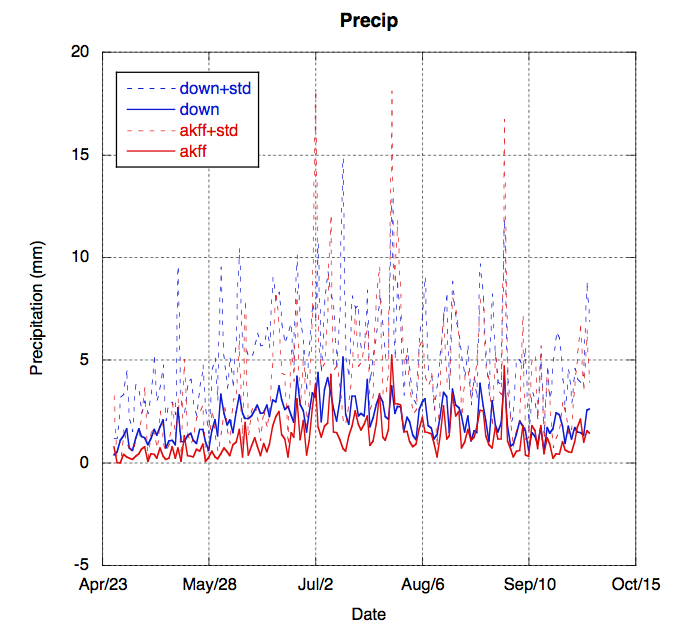 Precip
20
down+std
down
akff+std
akff
15
10
5
0
-5
Precipitation (mm)
Apr/23 May/28 Jul/2 Aug/6 Sep/10 Oct/15
Date